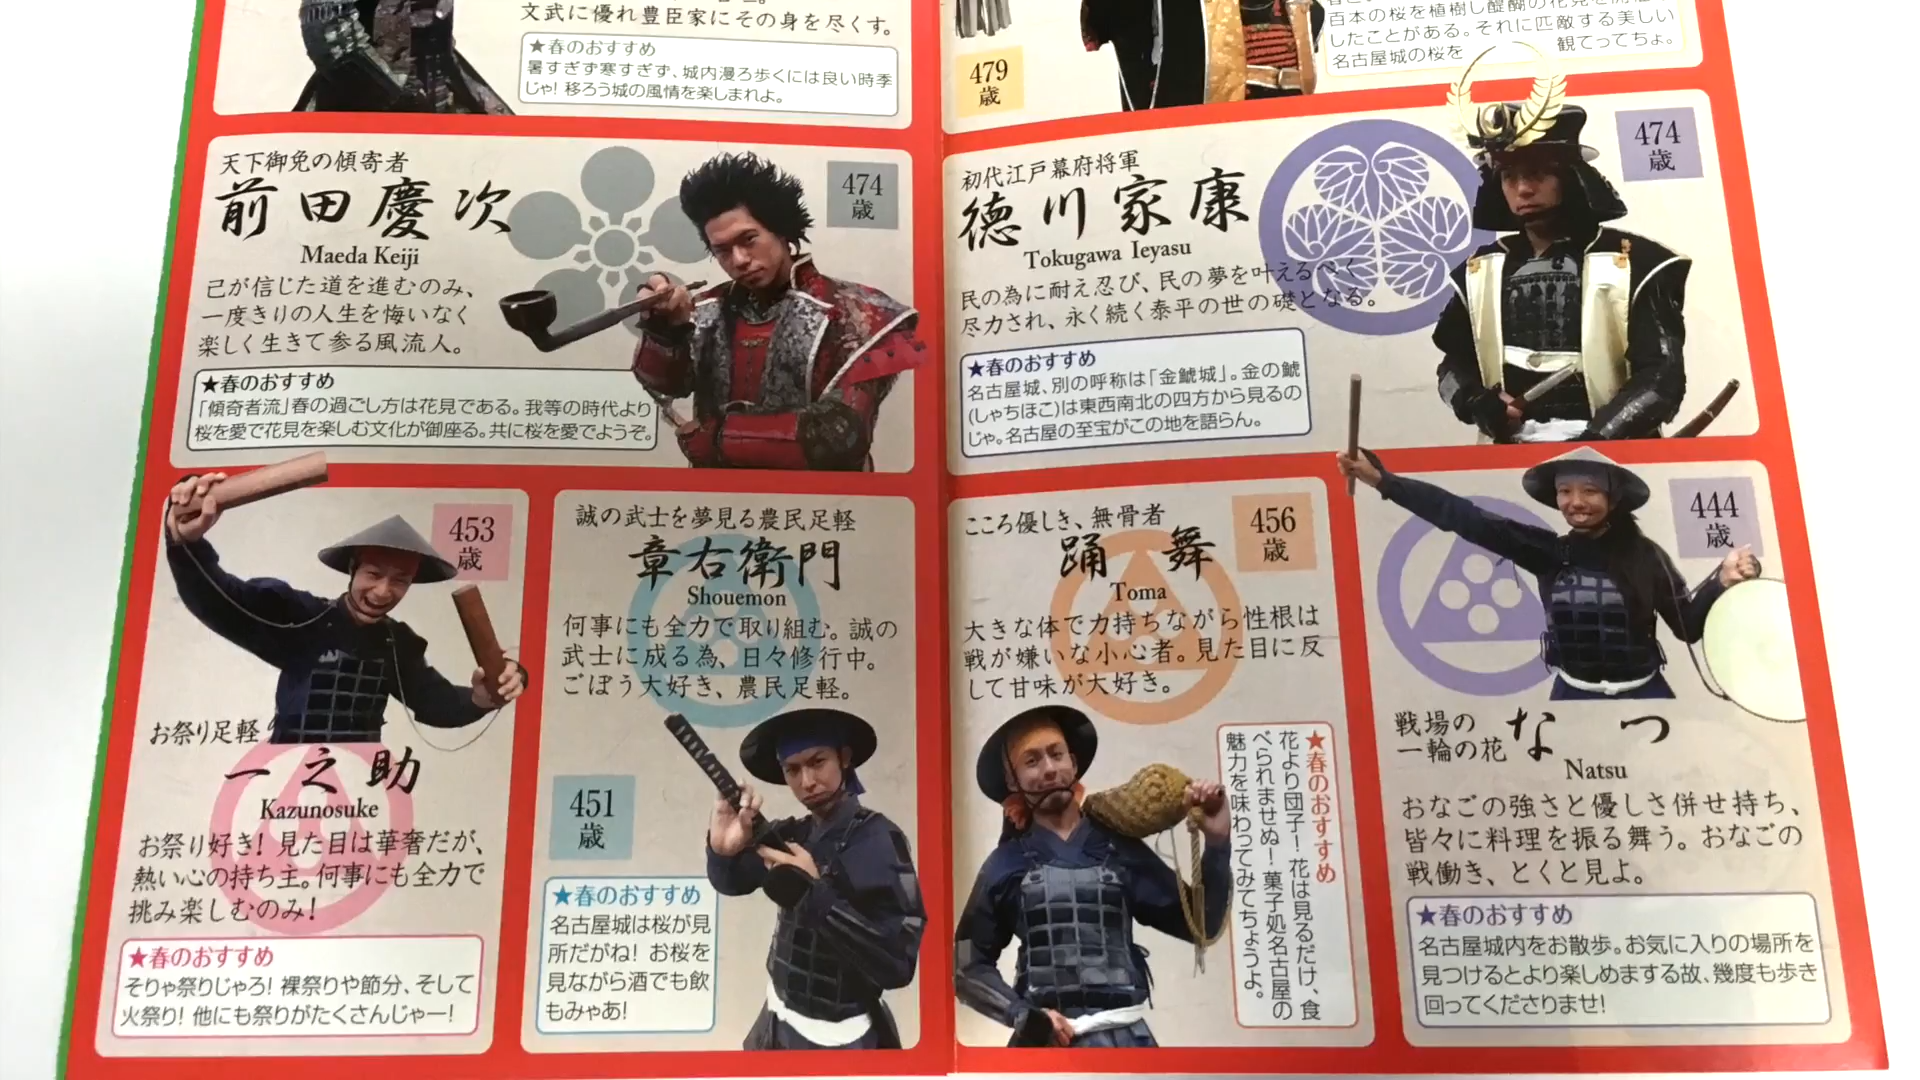 文武に優れ豊臣家にその身を尽くす。
★春のおすすめ
暑すぎず寒すぎず、城内漫ろ歩くには良い時季
じゃ! 移ろう城の風情を楽しまれよ。
479
歳
百本の桜を植樹し醍醐の花見を
したことがある。それに匹敵する美しい
名古屋城の桜を
観てってちょ。
天下御免の傾寄者
前田慶次
Maeda Keiji
474
歳
己が信じた道を進むのみ、
一度きりの人生を悔いなく
楽しく生きて参る風流人。
★春のおすすめ
「傾奇者流」春の過ごし方は花見である。我等の時代より
桜を愛で花見を楽しむ文化が御座る。共に桜を愛でようぞ。
初代江戸幕府将軍
徳川家康
Tokugawa Ieyasu
474
歳
民の為に耐え忍び、民の夢を叶えるべく
尽力され、永く続く泰平の世の礎となる。
★春のおすすめ
名古屋城、別の呼称は「金鯱城」。金の鯱
(しゃちほこ)は東西南北の四方から見るの
じゃ。名古屋の至宝がこの地を語らん。
453
歳
お祭り足軽
一之助
Kazunosuke
お祭り好き! 見た目は華奢だが、
熱い心の持ち主。何事にも全力で
挑み楽しむのみ!
★春のおすすめ
そりゃ祭りじゃろ! 裸祭りや節分、そして
火祭り! 他にも祭りがたくさんじゃー!
誠の武士を夢見る農民足軽
章右衛門
Shouemon
何事にも全力で取り組む。誠の
武士に成る為、日々修行中。
ごぼう大好き、農民足軽。
451
歳
★春のおすすめ
名古屋城は桜が見
所だがね! お桜を
見ながら酒でも飲
もみゃあ!
こころ優しき、無骨者
踊舞
Toma
456
歳
大きな体で力持ちながら性根は
戦が嫌いな小心者。見た目に反
して甘味が大好き。
★春のおすすめ
花より団子! 花は見るだけ、食
べられませぬ! 菓子処名古屋の
魅力を味わってみてちょうよ。
444
歳
戦場の
一輪の花
なつ
Natsu
おなごの強さと優しさ併せ持ち、
皆々に料理を振る舞う。おなごの
戦働き、とくと見よ。
★春のおすすめ
名古屋城内をお散歩。お気に入りの場所を
見つけるとより楽しめまする故、幾度も歩き
回ってくださりませ!